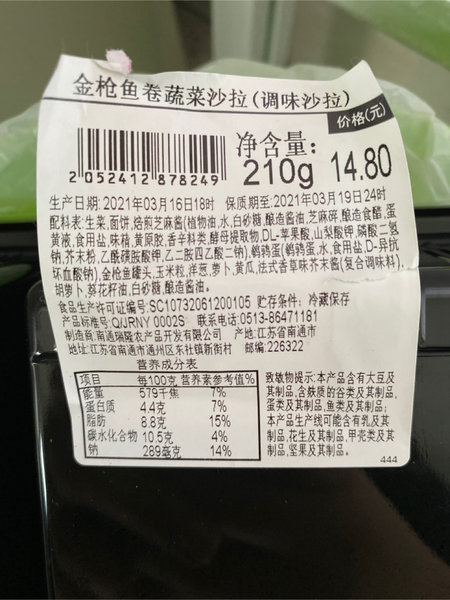 金枪鱼卷蔬菜沙拉(调味沙拉)
价格(元)
净含量:
210g 14.80
2 052412 878249
生产日期:2021年03月16日18时 保质期至:2021年03月19日24时
配料表:生菜,面饼,焙煎芝麻酱(植物油,水,白砂糖,酿造酱油,芝麻碎,酿造食醋,蛋
黄液,食用盐,味精,黄原胶,香辛料类,酵母提取物,DL-苹果酸,山梨酸钾,磷酸二氢
钠,芥末粉,乙酰磺胺酸钾,乙二胺四乙酸二钠),鹌鹑蛋(鹌鹑蛋,水,食用盐,D-异抗
坏血酸钠),金枪鱼罐头,玉米粒,洋葱,萝卜,黄瓜,法式香草味芥末酱(复合调味料),
胡萝卜,葵花籽油,白砂糖,酿造酱油.
食品生产许可证编号:SC10732061200105 贮存条件: 冷藏保存
产品标准号:Q/JRNY 0002S 联系电话:0513-86471181
制造商:南通瑞隆农产品开发有限公司 产地:江苏省南通市
地址:江苏省南通市通州区东社镇新街村 邮编:226322
营养成分表
项目 每100克 营养素参考值%
能量 579千焦 7%
蛋白质 4.4克 7%
脂肪 8.8克 15%
碳水化合物 10.5克 4%
钠 289毫克 14%
致敏物提示:本产品含有大豆及
其制品,含麸质的谷类及其制品,
蛋类及其制品,鱼类及其制品;
本产品生产线可能含有乳及其
制品,花生及其制品,甲壳类及其
制品,坚果及其制品。
444